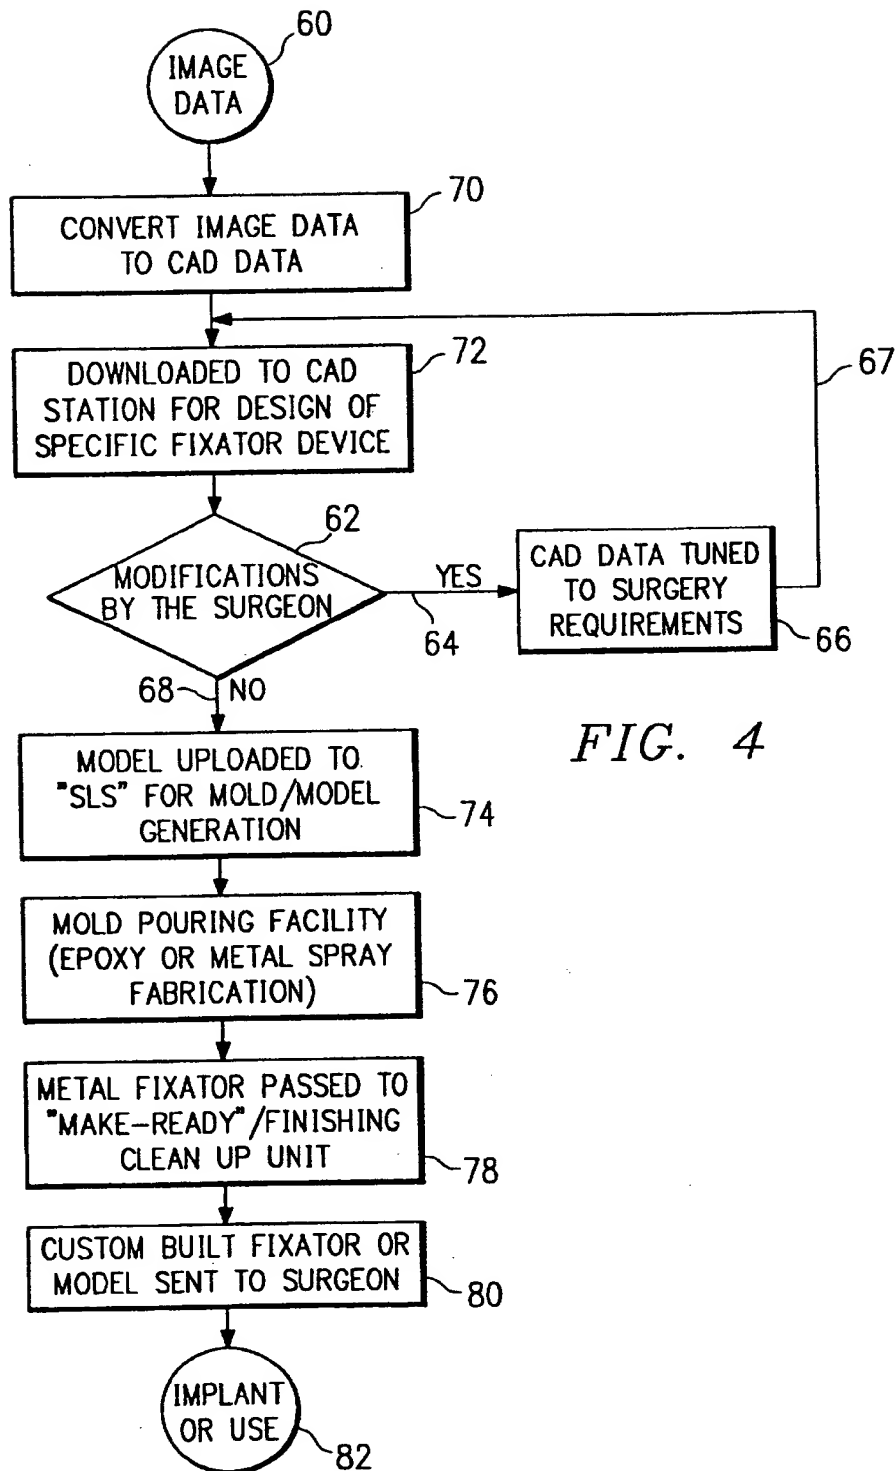 60
IMAGE
DATA
70
CONVERT IMAGE DATA
TO CAD DATA
72
DOWNLOADED TO CAD
STATION FOR DESIGN OF
SPECIFIC FIXATOR DEVICE
67
62
MODIFICATIONS
BY THE SURGEON
YES
64
CAD DATA TUNED
TO SURGERY
REQUIREMENTS
66
68
NO
FIG. 4
MODEL UPLOADED TO
"SLS" FOR MOLD/MODEL
GENERATION
74
MOLD POURING FACILITY
(EPOXY OR METAL SPRAY
FABRICATION)
76
METAL FIXATOR PASSED TO
"MAKE-READY"/FINISHING
CLEAN UP UNIT
78
CUSTOM BUILT FIXATOR OR
MODEL SENT TO SURGEON
80
IMPLANT
OR USE
82